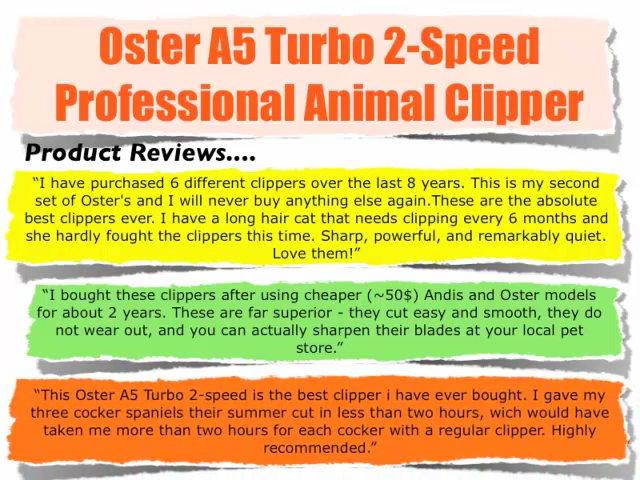 Oster A5 Turbo 2-Speed
Professional Animal Clipper
Product Reviews....
“I have purchased 6 different clippers over the last 8 years. This is my second
set of Oster's and I will never buy anything else again.These are the absolute
best clippers ever. I have a long hair cat that needs clipping every 6 months and
she hardly fought the clippers this time. Sharp, powerful, and remarkably quiet.
Love them!”
“I bought these clippers after using cheaper (~50$) Andis and Oster models
for about 2 years. These are far superior - they cut easy and smooth, they do
not wear out, and you can actually sharpen their blades at your local pet
store.”
“This Oster A5 Turbo 2-speed is the best clipper i have ever bought. I gave my
three cocker spaniels their summer cut in less than two hours, wich would have
taken me more than two hours for each cocker with a regular clipper. Highly
recommended.”